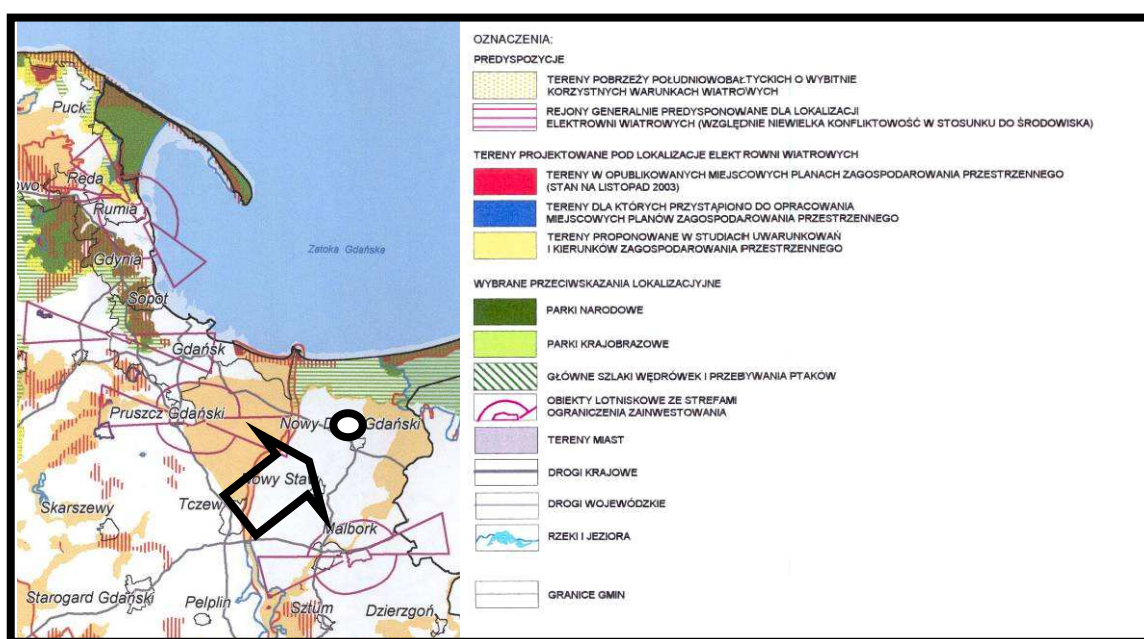 Puck
Reda
owo
Rumia
Zatoka Gdańska
Gdynia
Sopot
Gdańsk
Pruszcz Gdański
Nowy D Gdański
Nowy Staw
Tczew
Skarszewy
Malbork
Starogard Gdański
Pelplin
Sztum
Dzierzgoń
OZNACZENIA:
PREDYSPOZYCJE
TERENY POBRZEŻY POŁUDNIOWOBAŁTYCKICH O WYBITNIE
KORZYSTNYCH WARUNKACH WIATROWYCH
REJONY GENERALNIE PREDYSPONOWANE DLA LOKALIZACJI
ELEKTROWNI WIATROWYCH (WZGLĘDNIE NIEWIELKA KONFLIKTOWOŚĆ W STOSUNKU DO ŚRODOWISKA)
TERENY PROJEKTOWANE POD LOKALIZACJE ELEKTROWNI WIATROWYCH
TERENY W OPUBLIKOWANYCH MIEJSCOWYCH PLANACH ZAGOSPODAROWANIA PRZESTRZENNEGO
(STAN NA LISTOPAD 2003)
TERENY DLA KTÓRYCH PRZYSTĄPIONO DO OPRACOWANIA
MIEJSCOWYCH PLANÓW ZAGOSPODAROWANIA PRZESTRZENNEGO
TERENY PROPONOWANE W STUDIACH UWARUNKOWAŃ
I KIERUNKÓW ZAGOSPODAROWANIA PRZESTRZENNEGO
WYBRANE PRZECIWSKAZANIA LOKALIZACYJNE
PARKI NARODOWE
PARKI KRAJOBRAZOWE
GŁÓWNE SZLAKI WĘDRÓWEK I PRZEBYWANIA PTAKÓW
OBIEKTY LOTNISKOWE ZE STREFAMI
OGRANICZENIA ZAINWESTOWANIA
TERENY MIAST
DROGI KRAJOWE
DROGI WOJEWÓDZKIE
RZEKI I JEZIORA
GRANICE GMIN